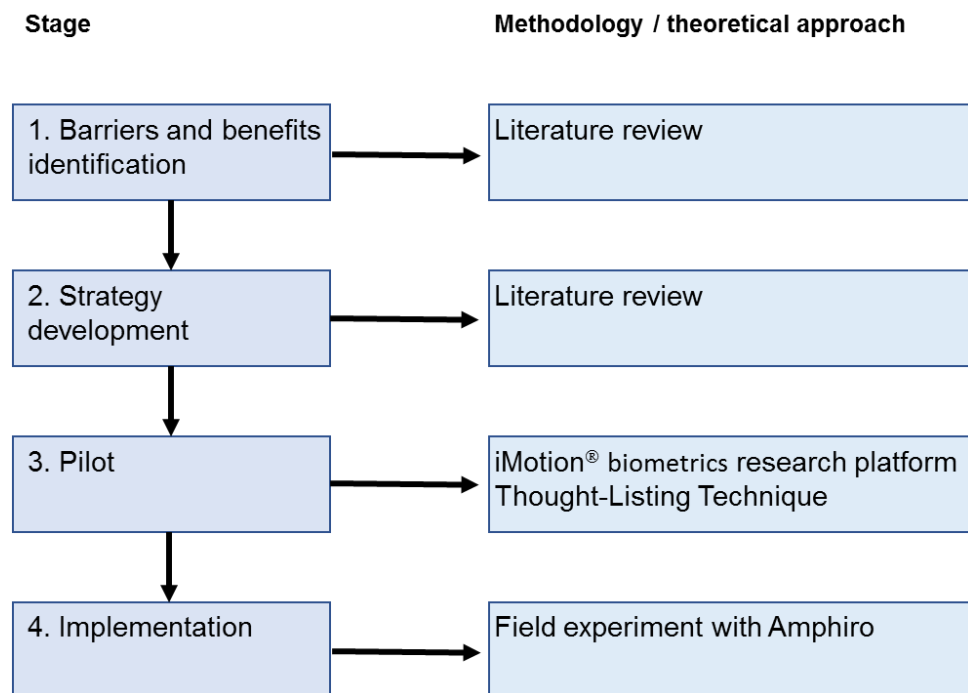 Stage
Methodology / theoretical approach
1. Barriers and benefits
identification
Literature review
2. Strategy
development
Literature review
3. Pilot
iMotion® biometrics research platform
Thought-Listing Technique
4. Implementation
Field experiment with Amphiro